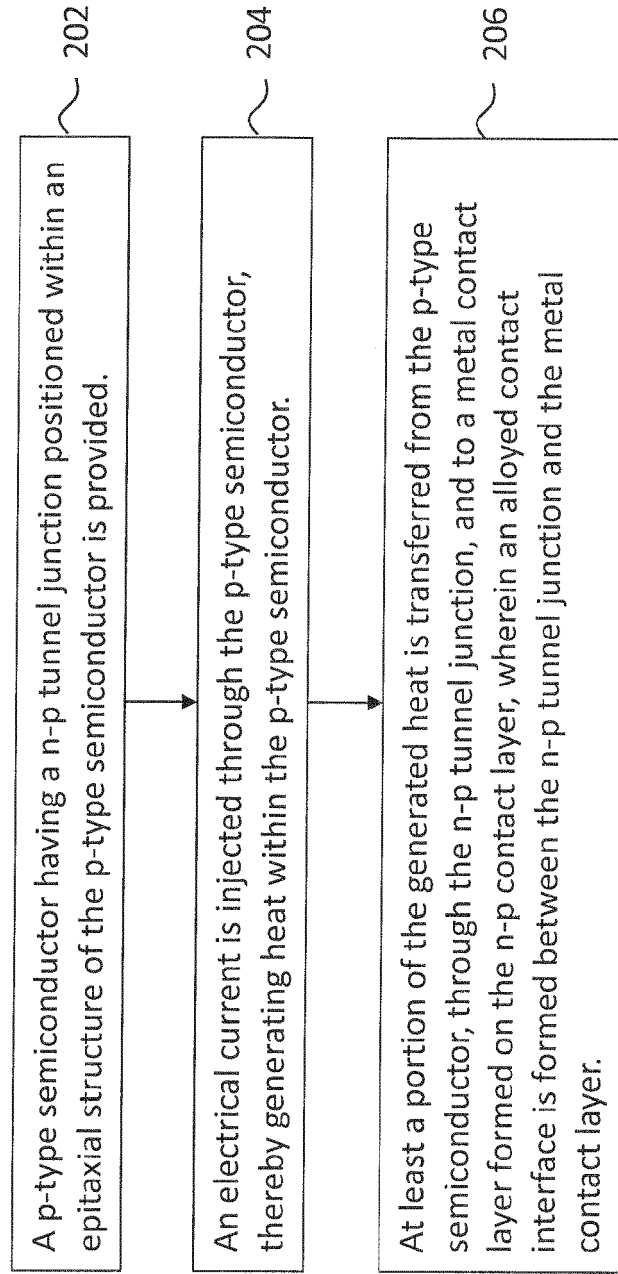 A p-type semiconductor having a n-p tunnel junction positioned within an
epitaxial structure of the p-type semiconductor is provided.
202
An electrical current is injected through the p-type semiconductor,
thereby generating heat within the p-type semiconductor.
204
At least a portion of the generated heat is transferred from the p-type
semiconductor, through the n-p tunnel junction, and to a metal contact
layer formed on the n-p contact layer, wherein an alloyed contact
interface is formed between the n-p tunnel junction and the metal
contact layer.
206